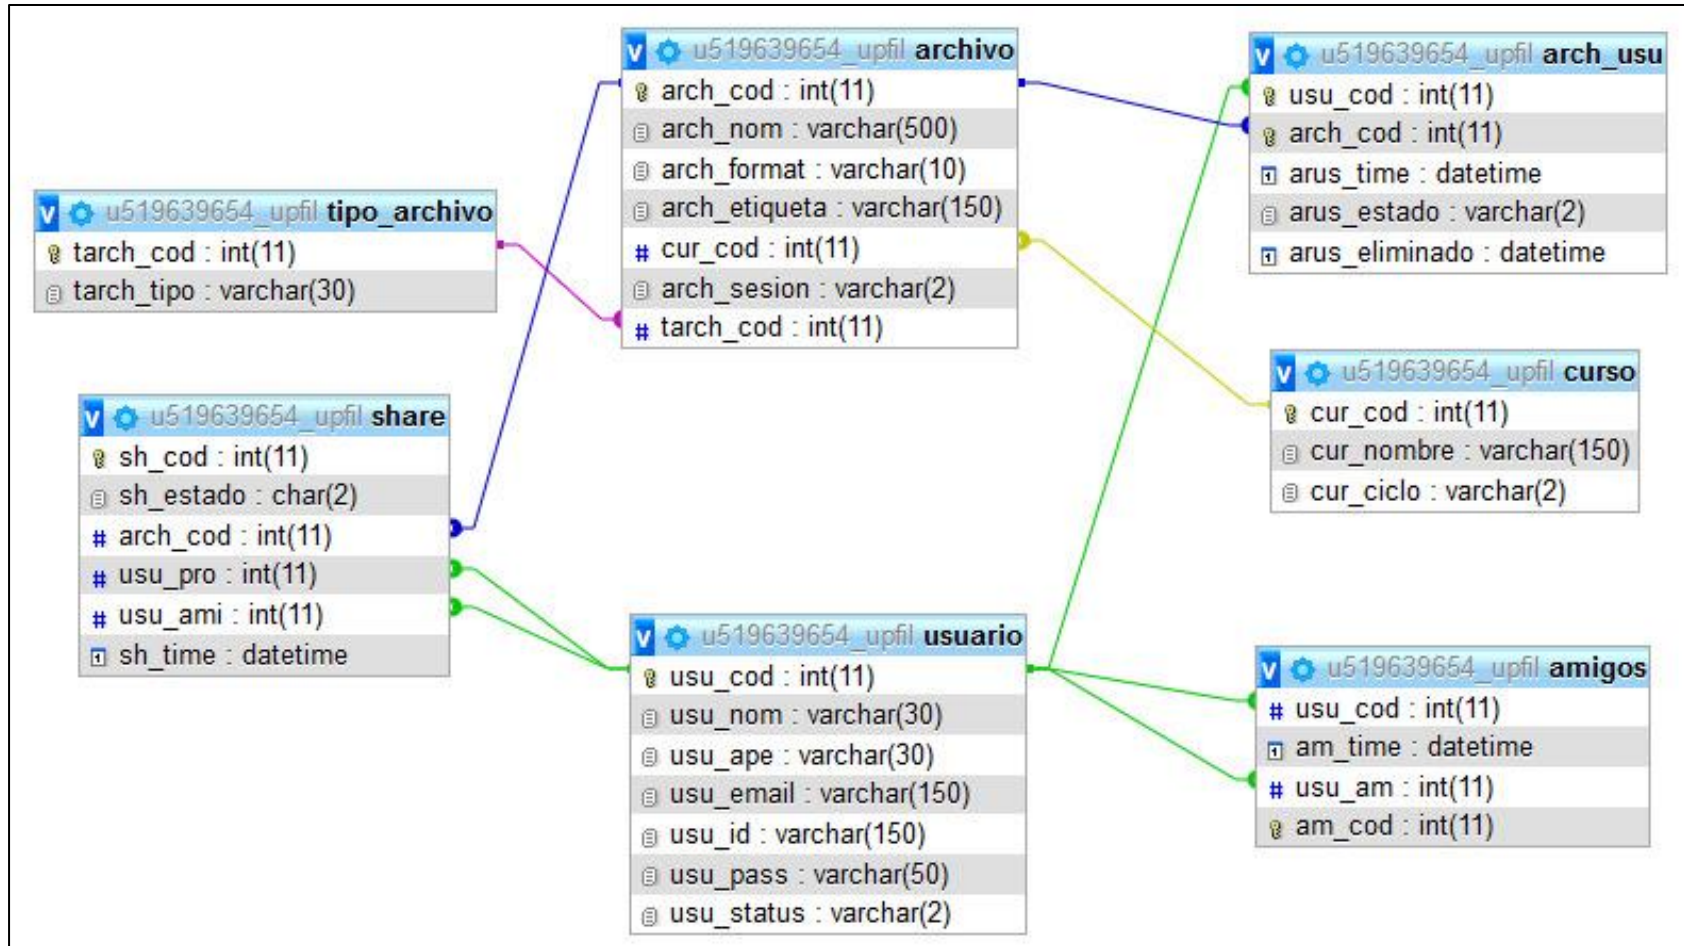 u519639654_upfil archivo
arch_cod : int(11)
arch_nom : varchar(500)
arch_format : varchar(10)
arch_etiqueta : varchar(150)
cur_cod : int(11)
arch_sesion : varchar(2)
tarch_cod : int(11)
u519639654_upfil arch_usu
usu_cod : int(11)
arch_cod : int(11)
arus_time : datetime
arus_estado : varchar(2)
arus_eliminado : datetime
u519639654_upfil tipo_archivo
tarch_cod : int(11)
tarch_tipo : varchar(30)
u519639654_upfil curso
cur_cod : int(11)
cur_nombre : varchar(150)
cur_ciclo : varchar(2)
u519639654_upfil share
sh_cod : int(11)
sh_estado : char(2)
arch_cod : int(11)
usu_pro : int(11)
usu_ami : int(11)
sh_time : datetime
u519639654_upfil usuario
usu_cod : int(11)
usu_nom : varchar(30)
usu_ape : varchar(30)
usu_email : varchar(150)
usu_id : varchar(150)
usu_pass : varchar(50)
usu_status : varchar(2)
u519639654_upfil amigos
usu_cod : int(11)
am_time : datetime
usu_am : int(11)
am_cod : int(11)